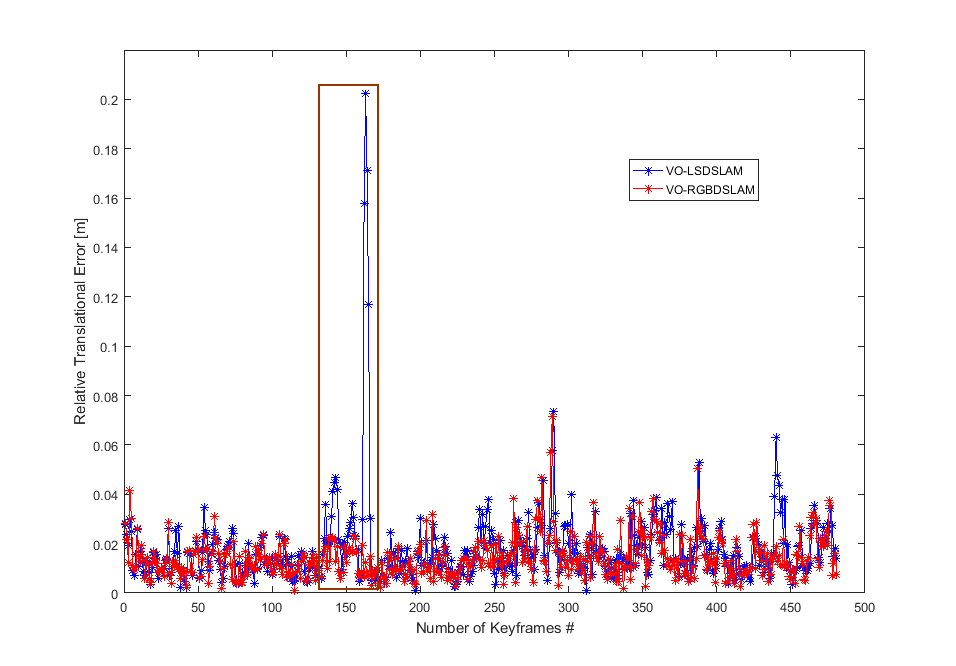 0.2
0.18
0.16
0.14
0.12
0.1
0.08
0.06
0.04
0.02
0
Relative Translational Error [m]
VO-LSDSLAM
VO-RGBDSLAM
0 50 100 150 200 250 300 350 400 450 500
Number of Keyframes #